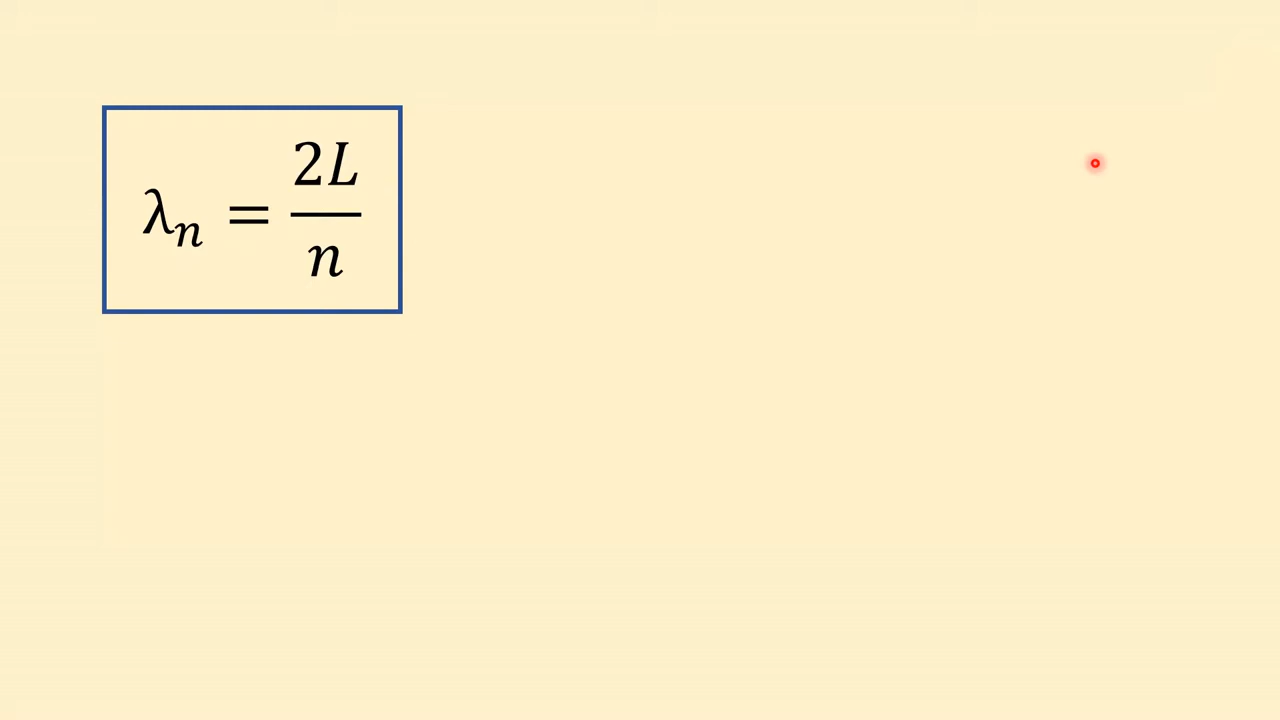 λₙ = 2L/n